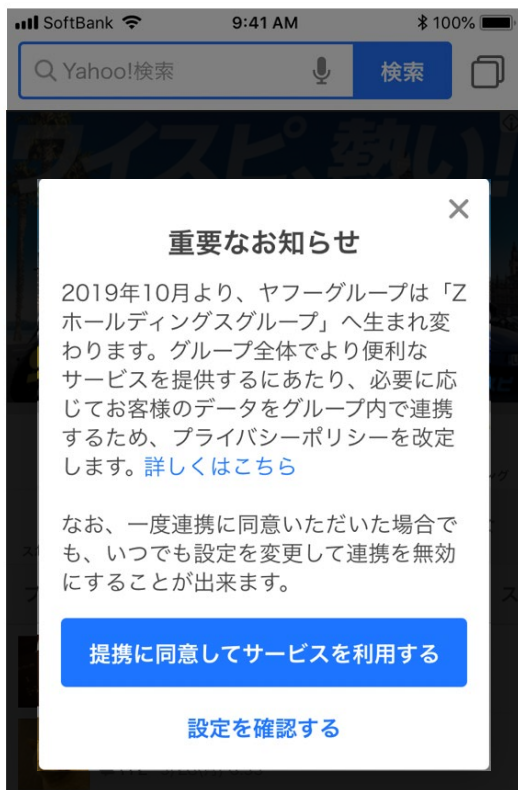 SoftBank 9:41 AM 100%
Yahoo!検索 検索
ワイスピ、熱い!
重要なお知らせ
2019年10月より、ヤフーグループは「Z
ホールディングスグループ」へ生まれ変
わります。グループ全体でより便利な
サービスを提供するにあたり、必要に応
じてお客様のデータをグループ内で連携
するため、プライバシーポリシーを改定
します。詳しくはこちら
なお、一度連携に同意いただいた場合で
も、いつでも設定を変更して連携を無効
にすることが出来ます。
提携に同意してサービスを利用する
設定を確認する